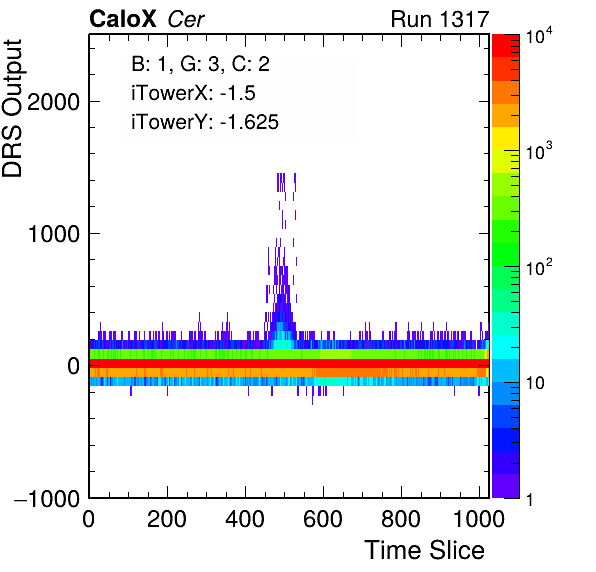 CaloX Cer Run 1317
B: 1, G: 3, C: 2
iTowerX: -1.5
iTowerY: -1.625
DRS Output
2000
1000
0
−1000
0 200 400 600 800 1000
Time Slice
10^4
10^3
10^2
10
1